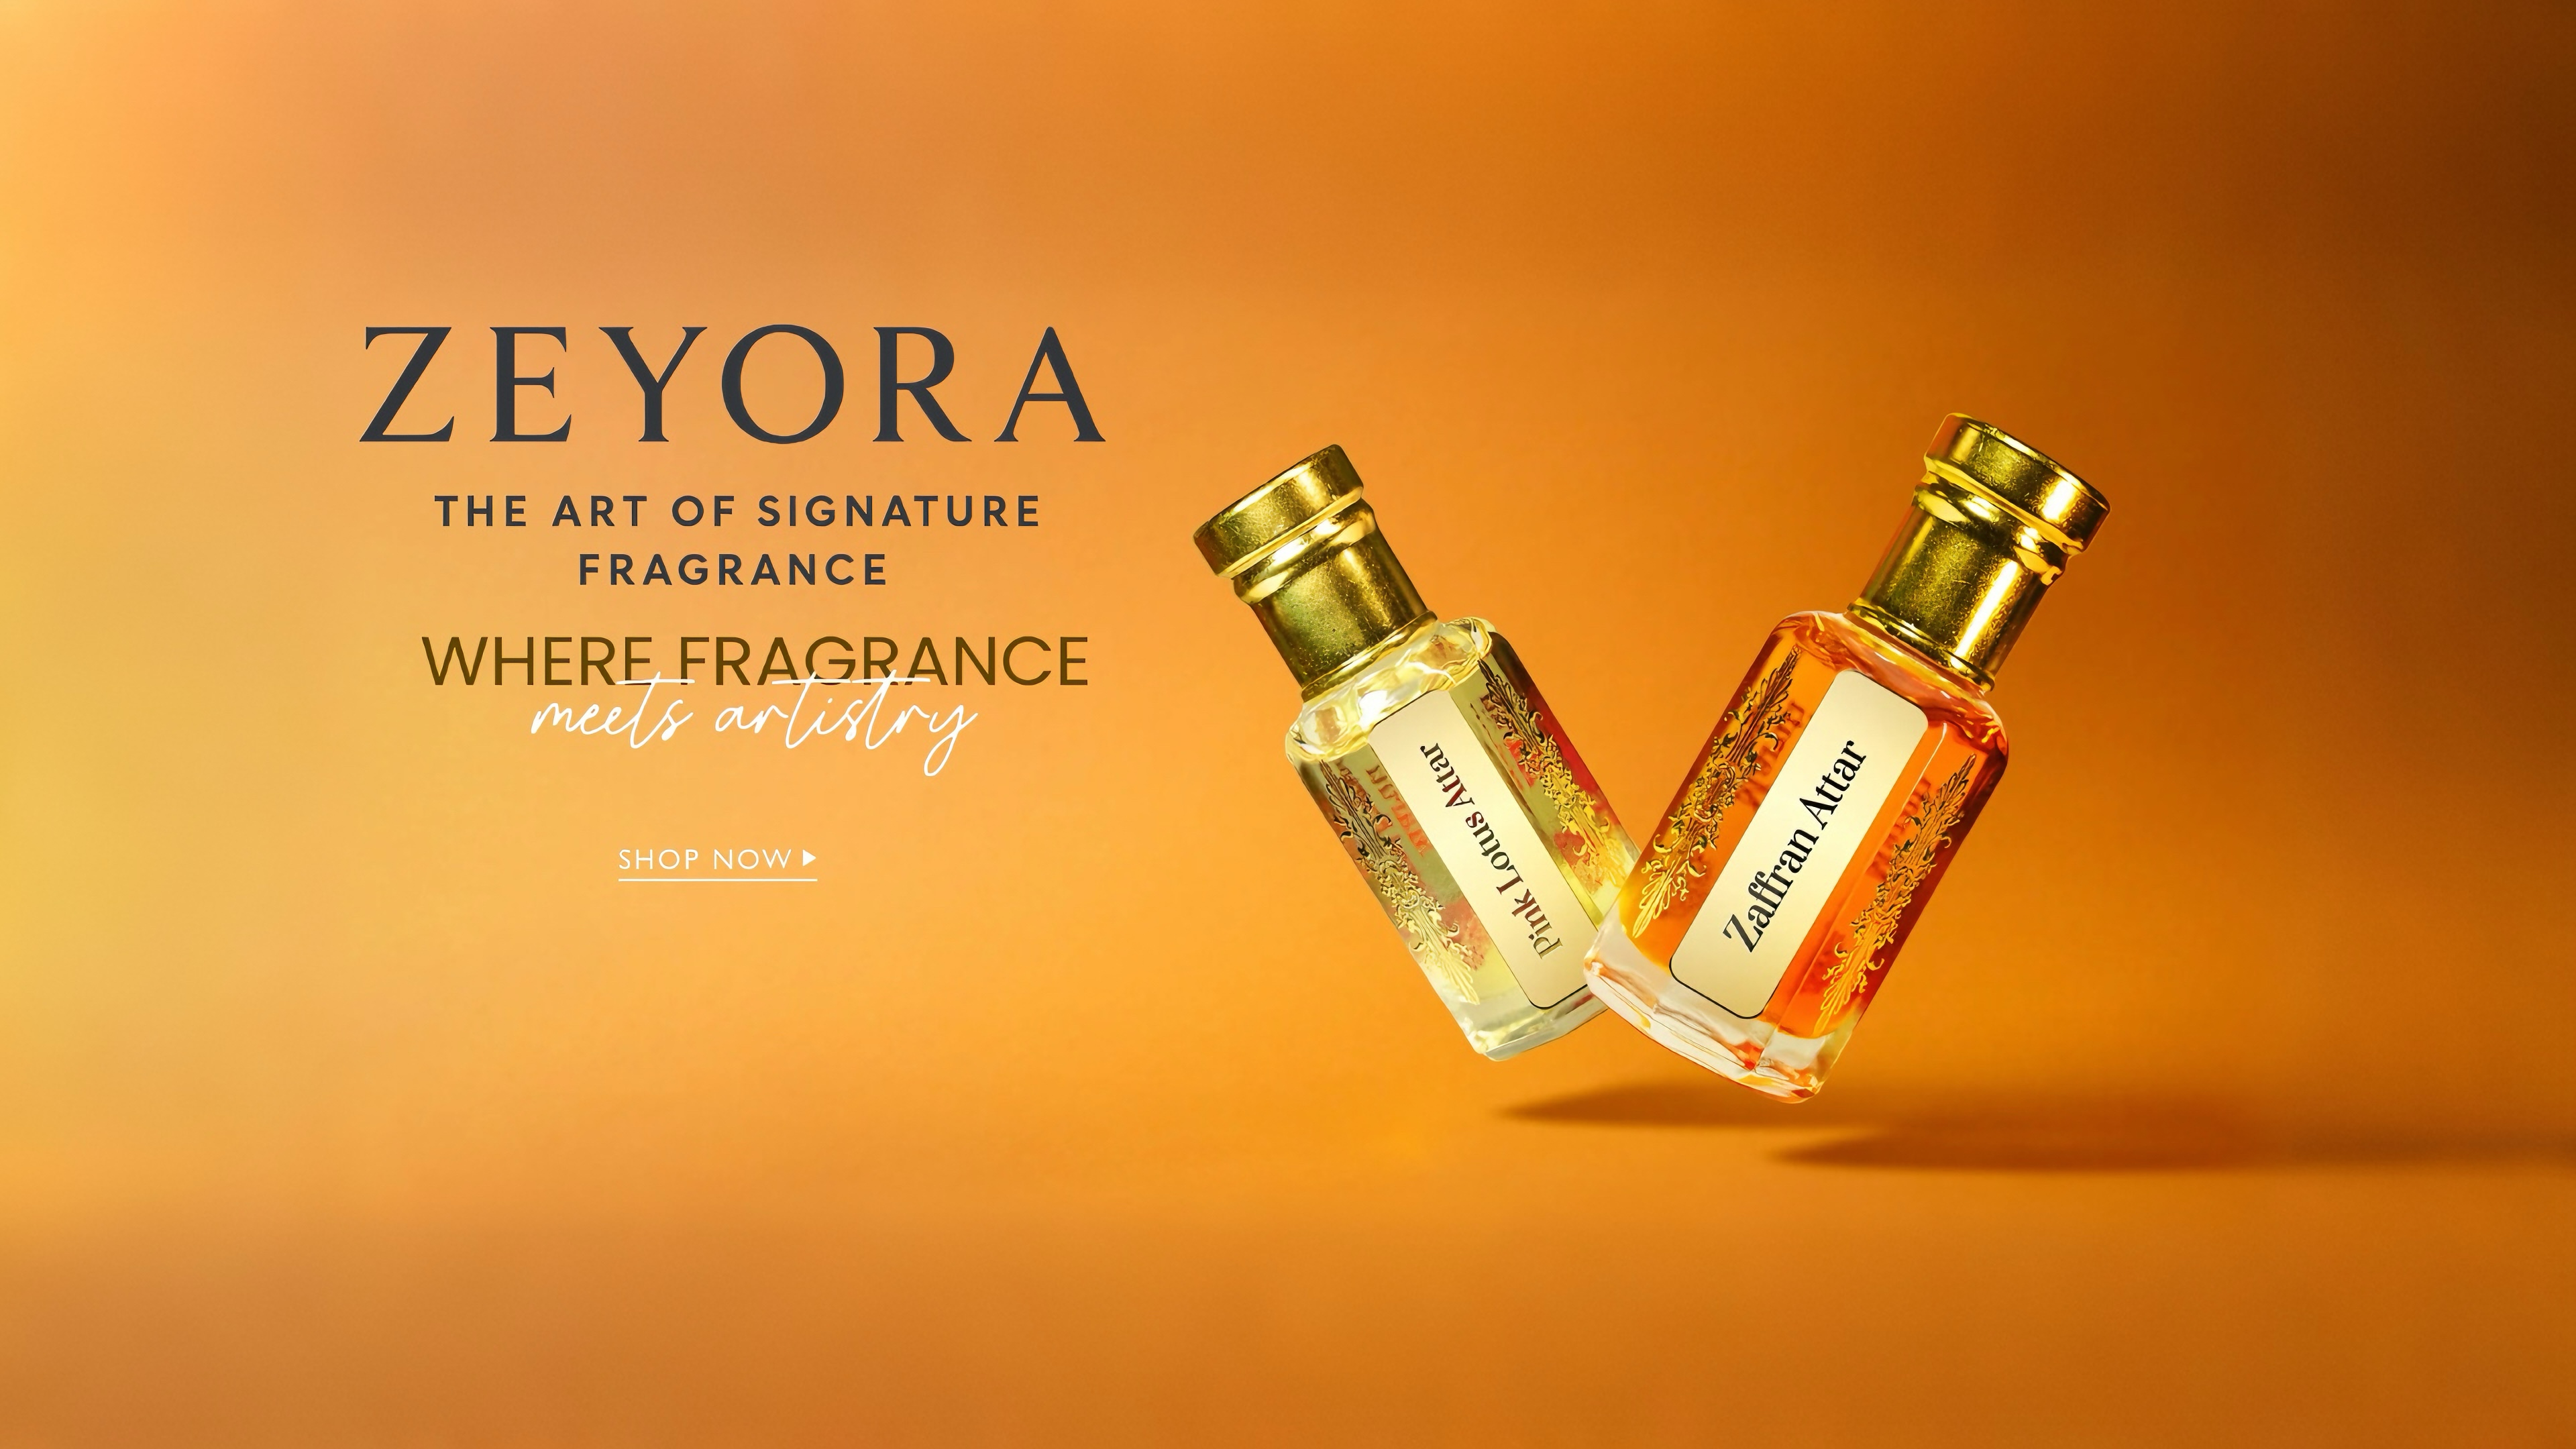 ZEYORA
THE ART OF SIGNATURE
FRAGRANCE
WHERE FRAGRANCE
meets artistry
SHOP NOW
Pink Lotus Attar
Zaffran Attar